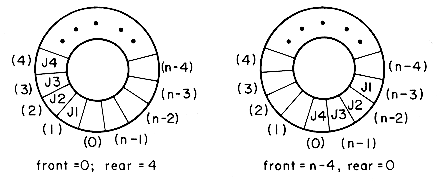 (4) J4 (n-4)
(3) J3 (n-3)
(2) J2 (n-2)
(1) J1 (n-1)
(0)
front =0; rear = 4
(4) (n-4)
(3) J1 (n-3)
(2) J2 (n-2)
(1) J4 J3 (n-1)
(0)
front = n-4, rear = 0